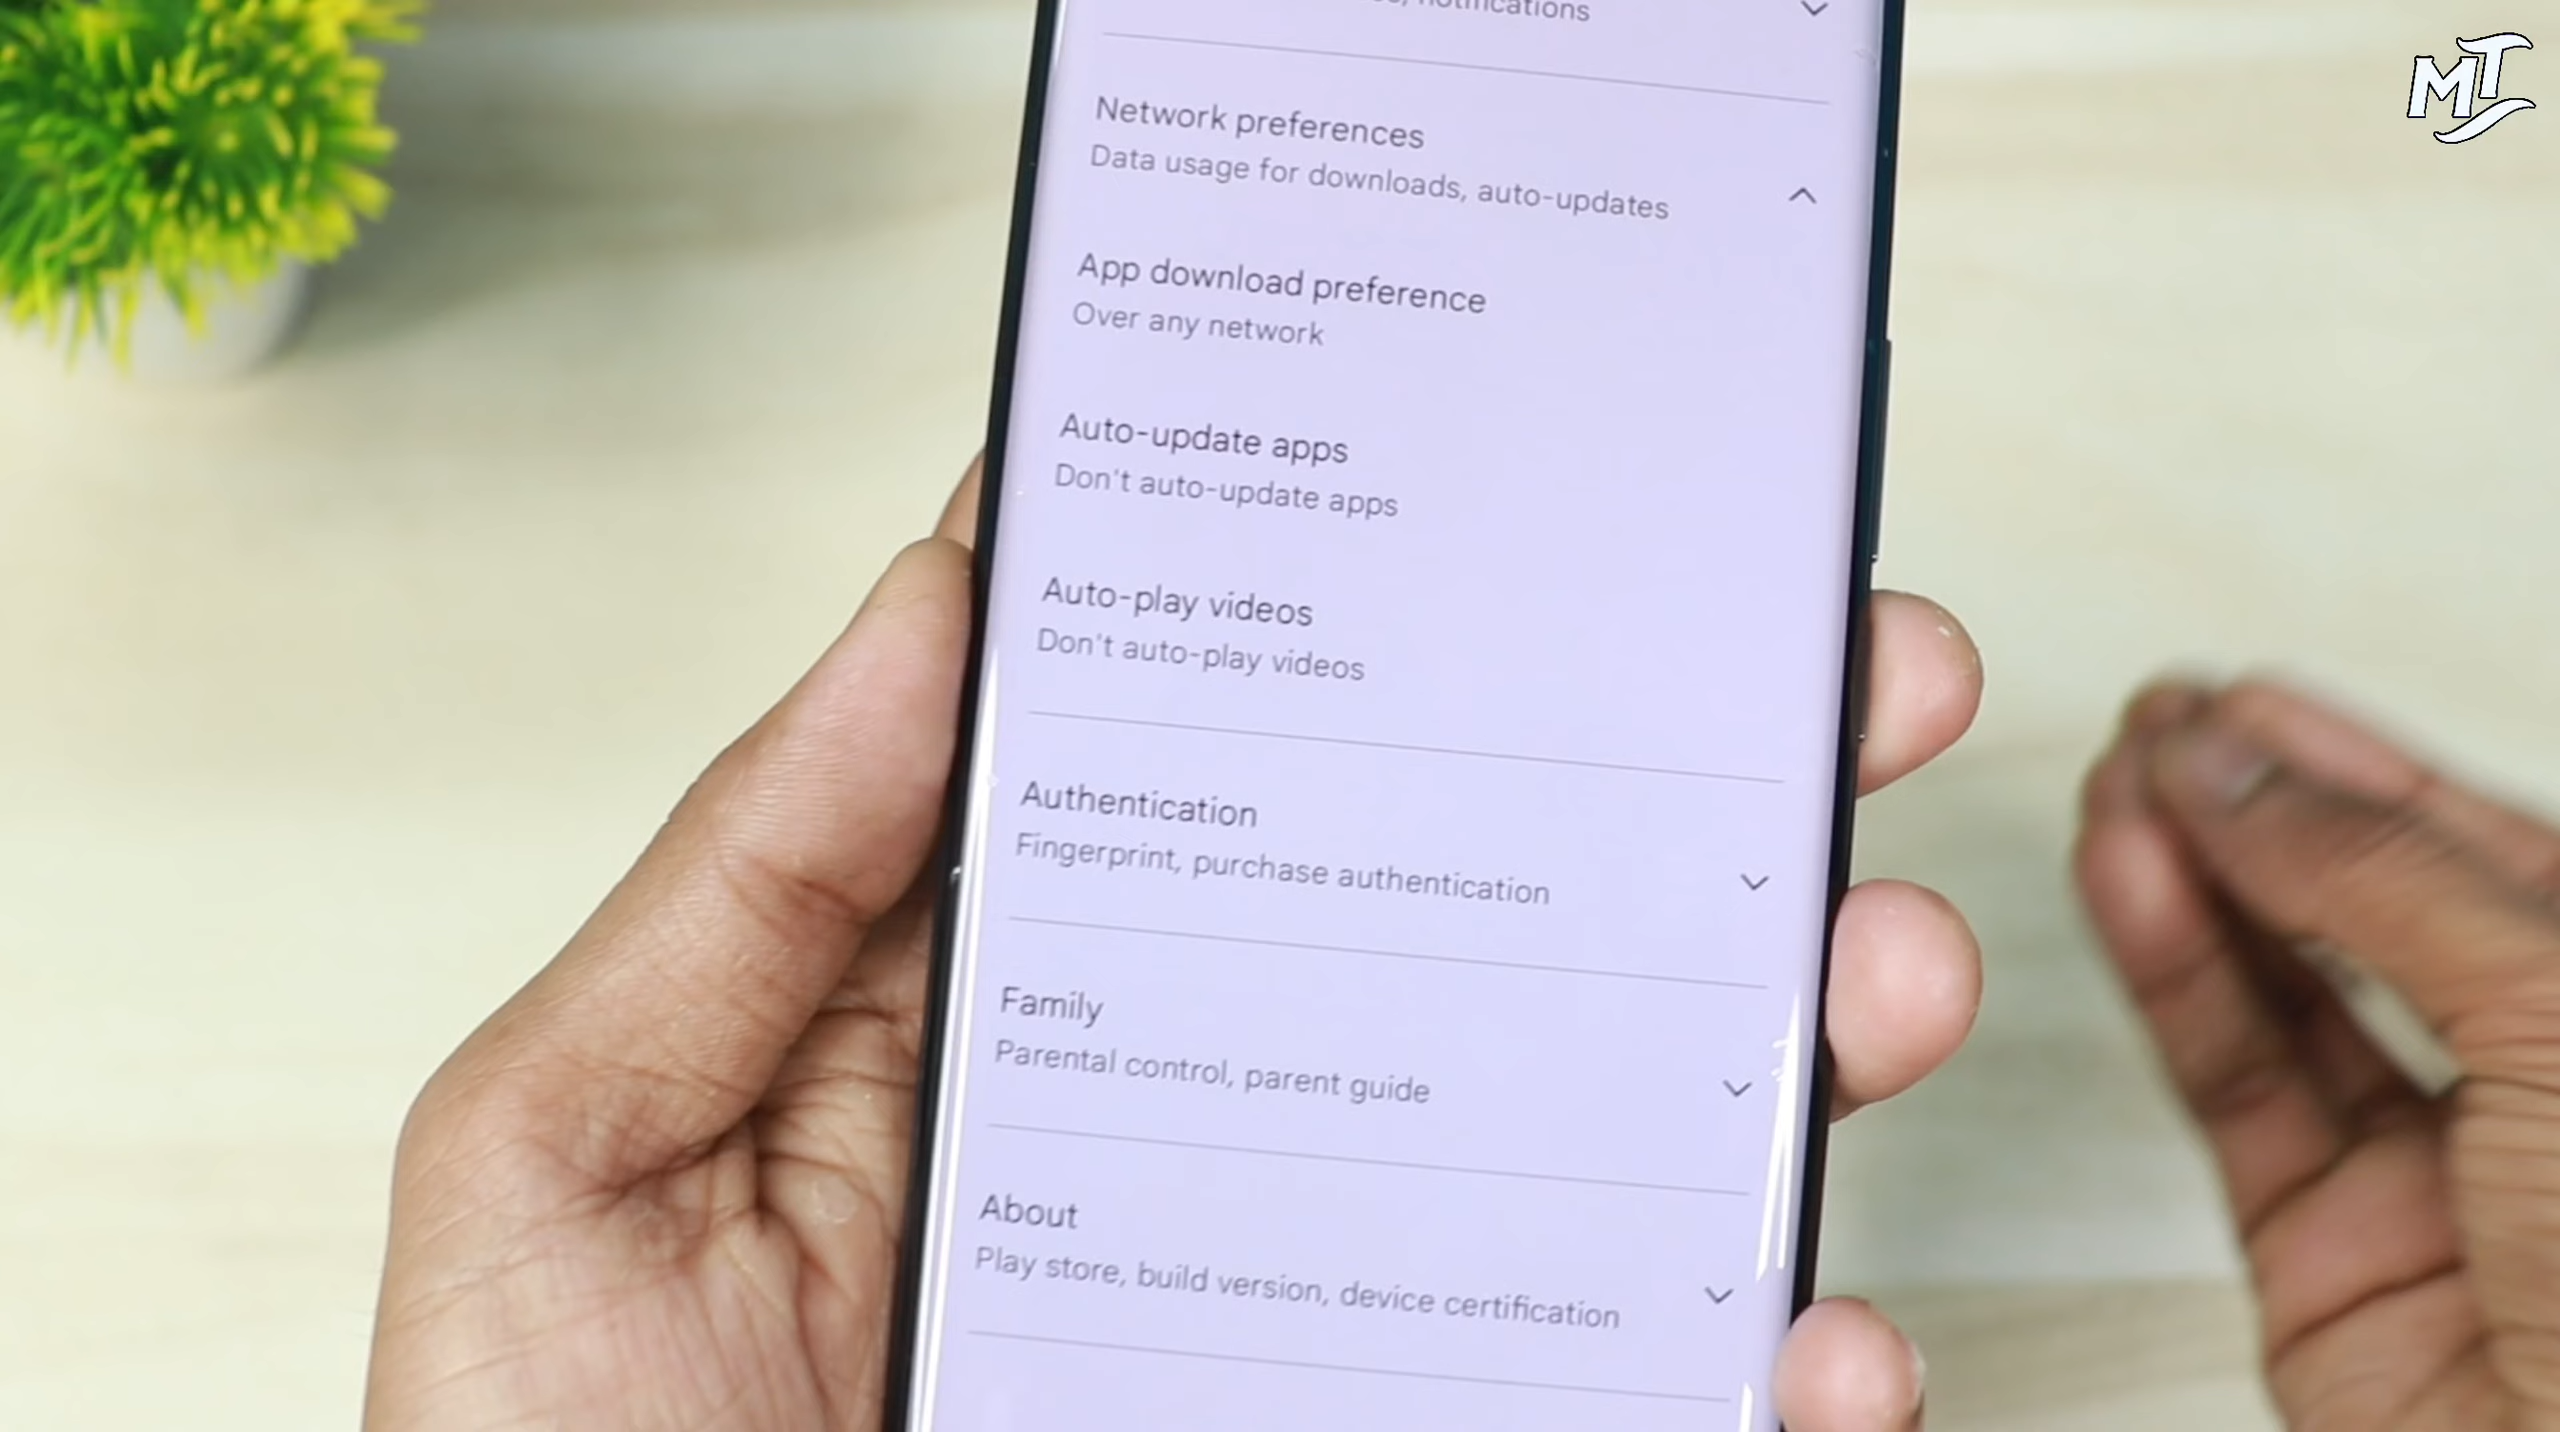 notifications
Network preferences
Data usage for downloads, auto-updates
App download preference
Over any network
Auto-update apps
Don't auto-update apps
Auto-play videos
Don't auto-play videos
Authentication
Fingerprint, purchase authentication
Family
Parental control, parent guide
About
Play store, build version, device certification
MT